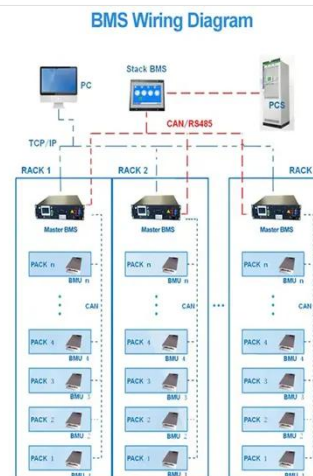 BMS Wiring Diagram
Stack BMS
PC
PCS
CAN/RS485
TCP/IP
RACK 1
RACK 2
RACK
Master BMS
Master BMS
Master BMS
PACK n
BMU n
PACK n
BMU n
PACK n
BMU n
CAN
CAN
CAN
PACK 4
BMU 4
PACK 4
BMU 4
PACK 4
BMU 4
PACK 3
BMU 3
PACK 3
BMU 3
PACK 3
BMU 3
PACK 2
BMU 2
PACK 2
BMU 2
PACK 2
BMU 2
PACK 1
PACK 1
PACK 1